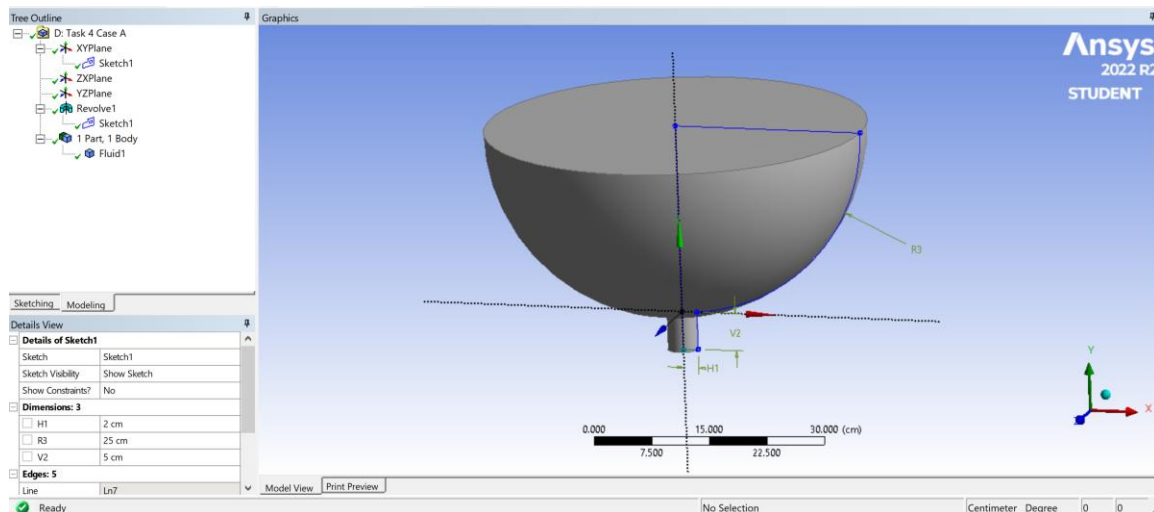 Tree Outline
D: Task 4 Case A
XYPlane
Sketch1
ZXPlane
YZPlane
Revolve1
Sketch1
1 Part, 1 Body
Fluid1
Sketching Modeling
Details View
Details of Sketch1
Sketch Sketch1
Sketch Visibility Show Sketch
Show Constraints? No
Dimensions: 3
H1 2 cm
R3 25 cm
V2 5 cm
Edges: 5
Line Ln7
Graphics
Ansys
2022 R2
STUDENT
R3
V2
H1
Y
X
0.000 15.000 30.000 (cm)
7.500 22.500
Model View Print Preview
Ready No Selection Centimeter Degree 0 0